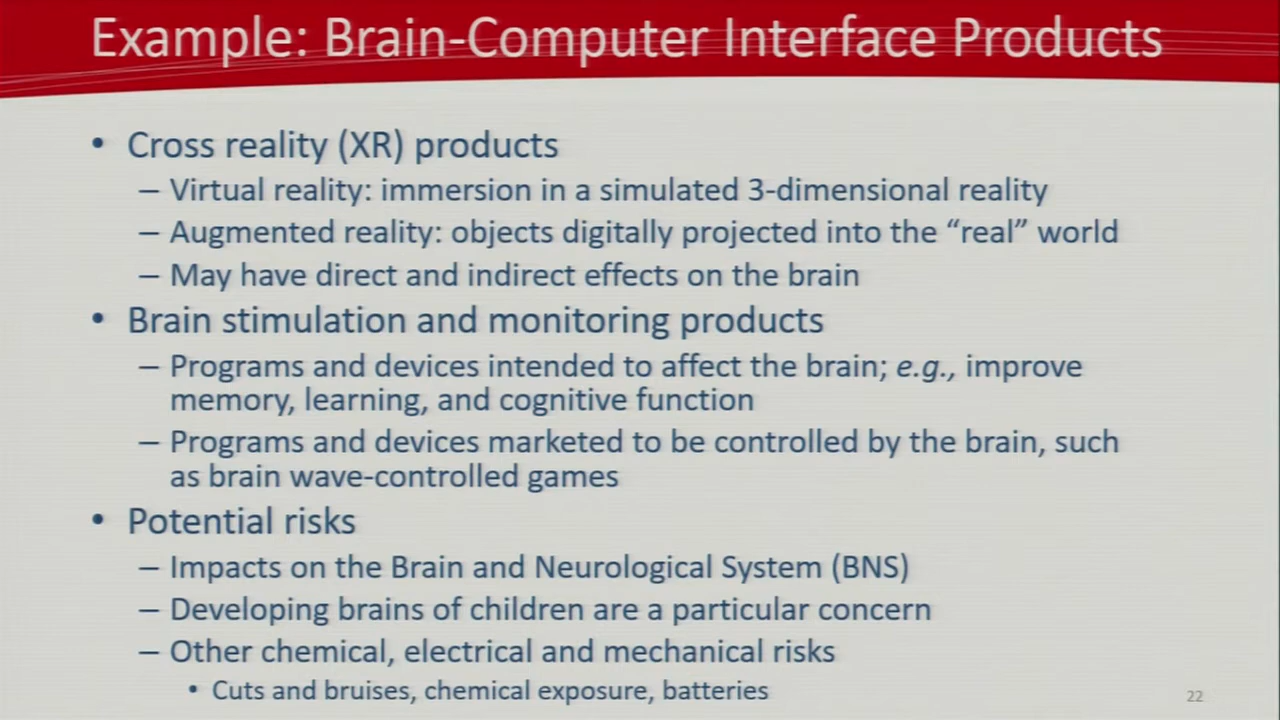 Example: Brain-Computer Interface Products
• Cross reality (XR) products
– Virtual reality: immersion in a simulated 3-dimensional reality
– Augmented reality: objects digitally projected into the “real” world
– May have direct and indirect effects on the brain
• Brain stimulation and monitoring products
– Programs and devices intended to affect the brain; e.g., improve
memory, learning, and cognitive function
– Programs and devices marketed to be controlled by the brain, such
as brain wave-controlled games
• Potential risks
– Impacts on the Brain and Neurological System (BNS)
– Developing brains of children are a particular concern
– Other chemical, electrical and mechanical risks
• Cuts and bruises, chemical exposure, batteries
22